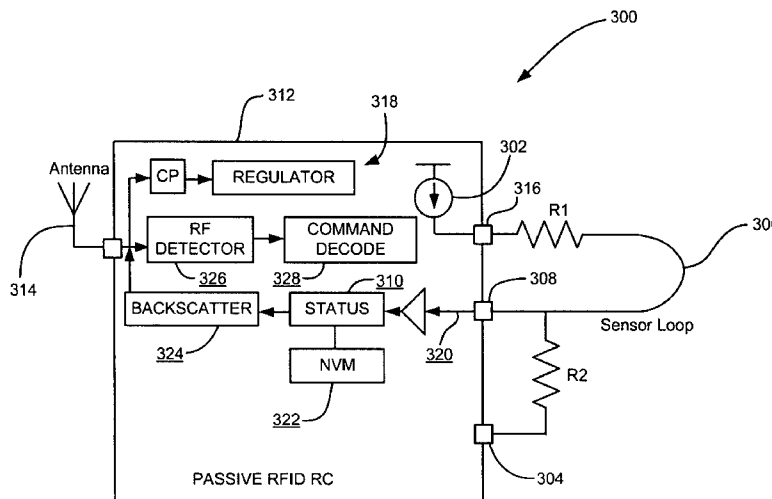 300
312
318
302
316
Antenna
CP
REGULATOR
R1
RF
DETECTOR
326
COMMAND
DECODE
328
314
310
308
BACKSCATTER
324
STATUS
320
Sensor Loop
NVM
322
R2
304
PASSIVE RFID RC